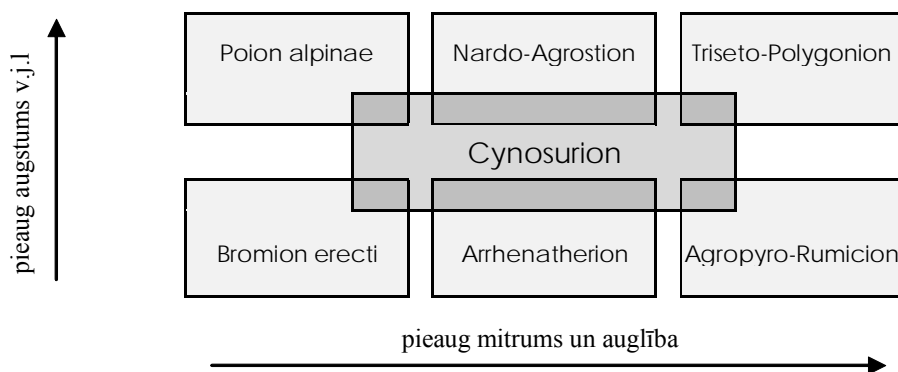 pieaug augstums v.j.l
Poion alpinae
Nardo-Agrostion
Triseto-Polygonion
Cynosurion
Bromion erecti
Arrhenatherion
Agropyro-Rumicion
pieaug mitrums un auglība